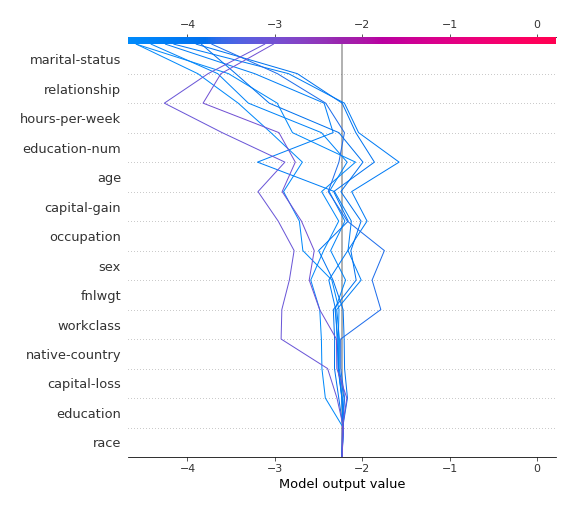 −4 −3 −2 −1 0
marital-status
relationship
hours-per-week
education-num
age
capital-gain
occupation
sex
fnlwgt
workclass
native-country
capital-loss
education
race
−4 −3 −2 −1 0
Model output value